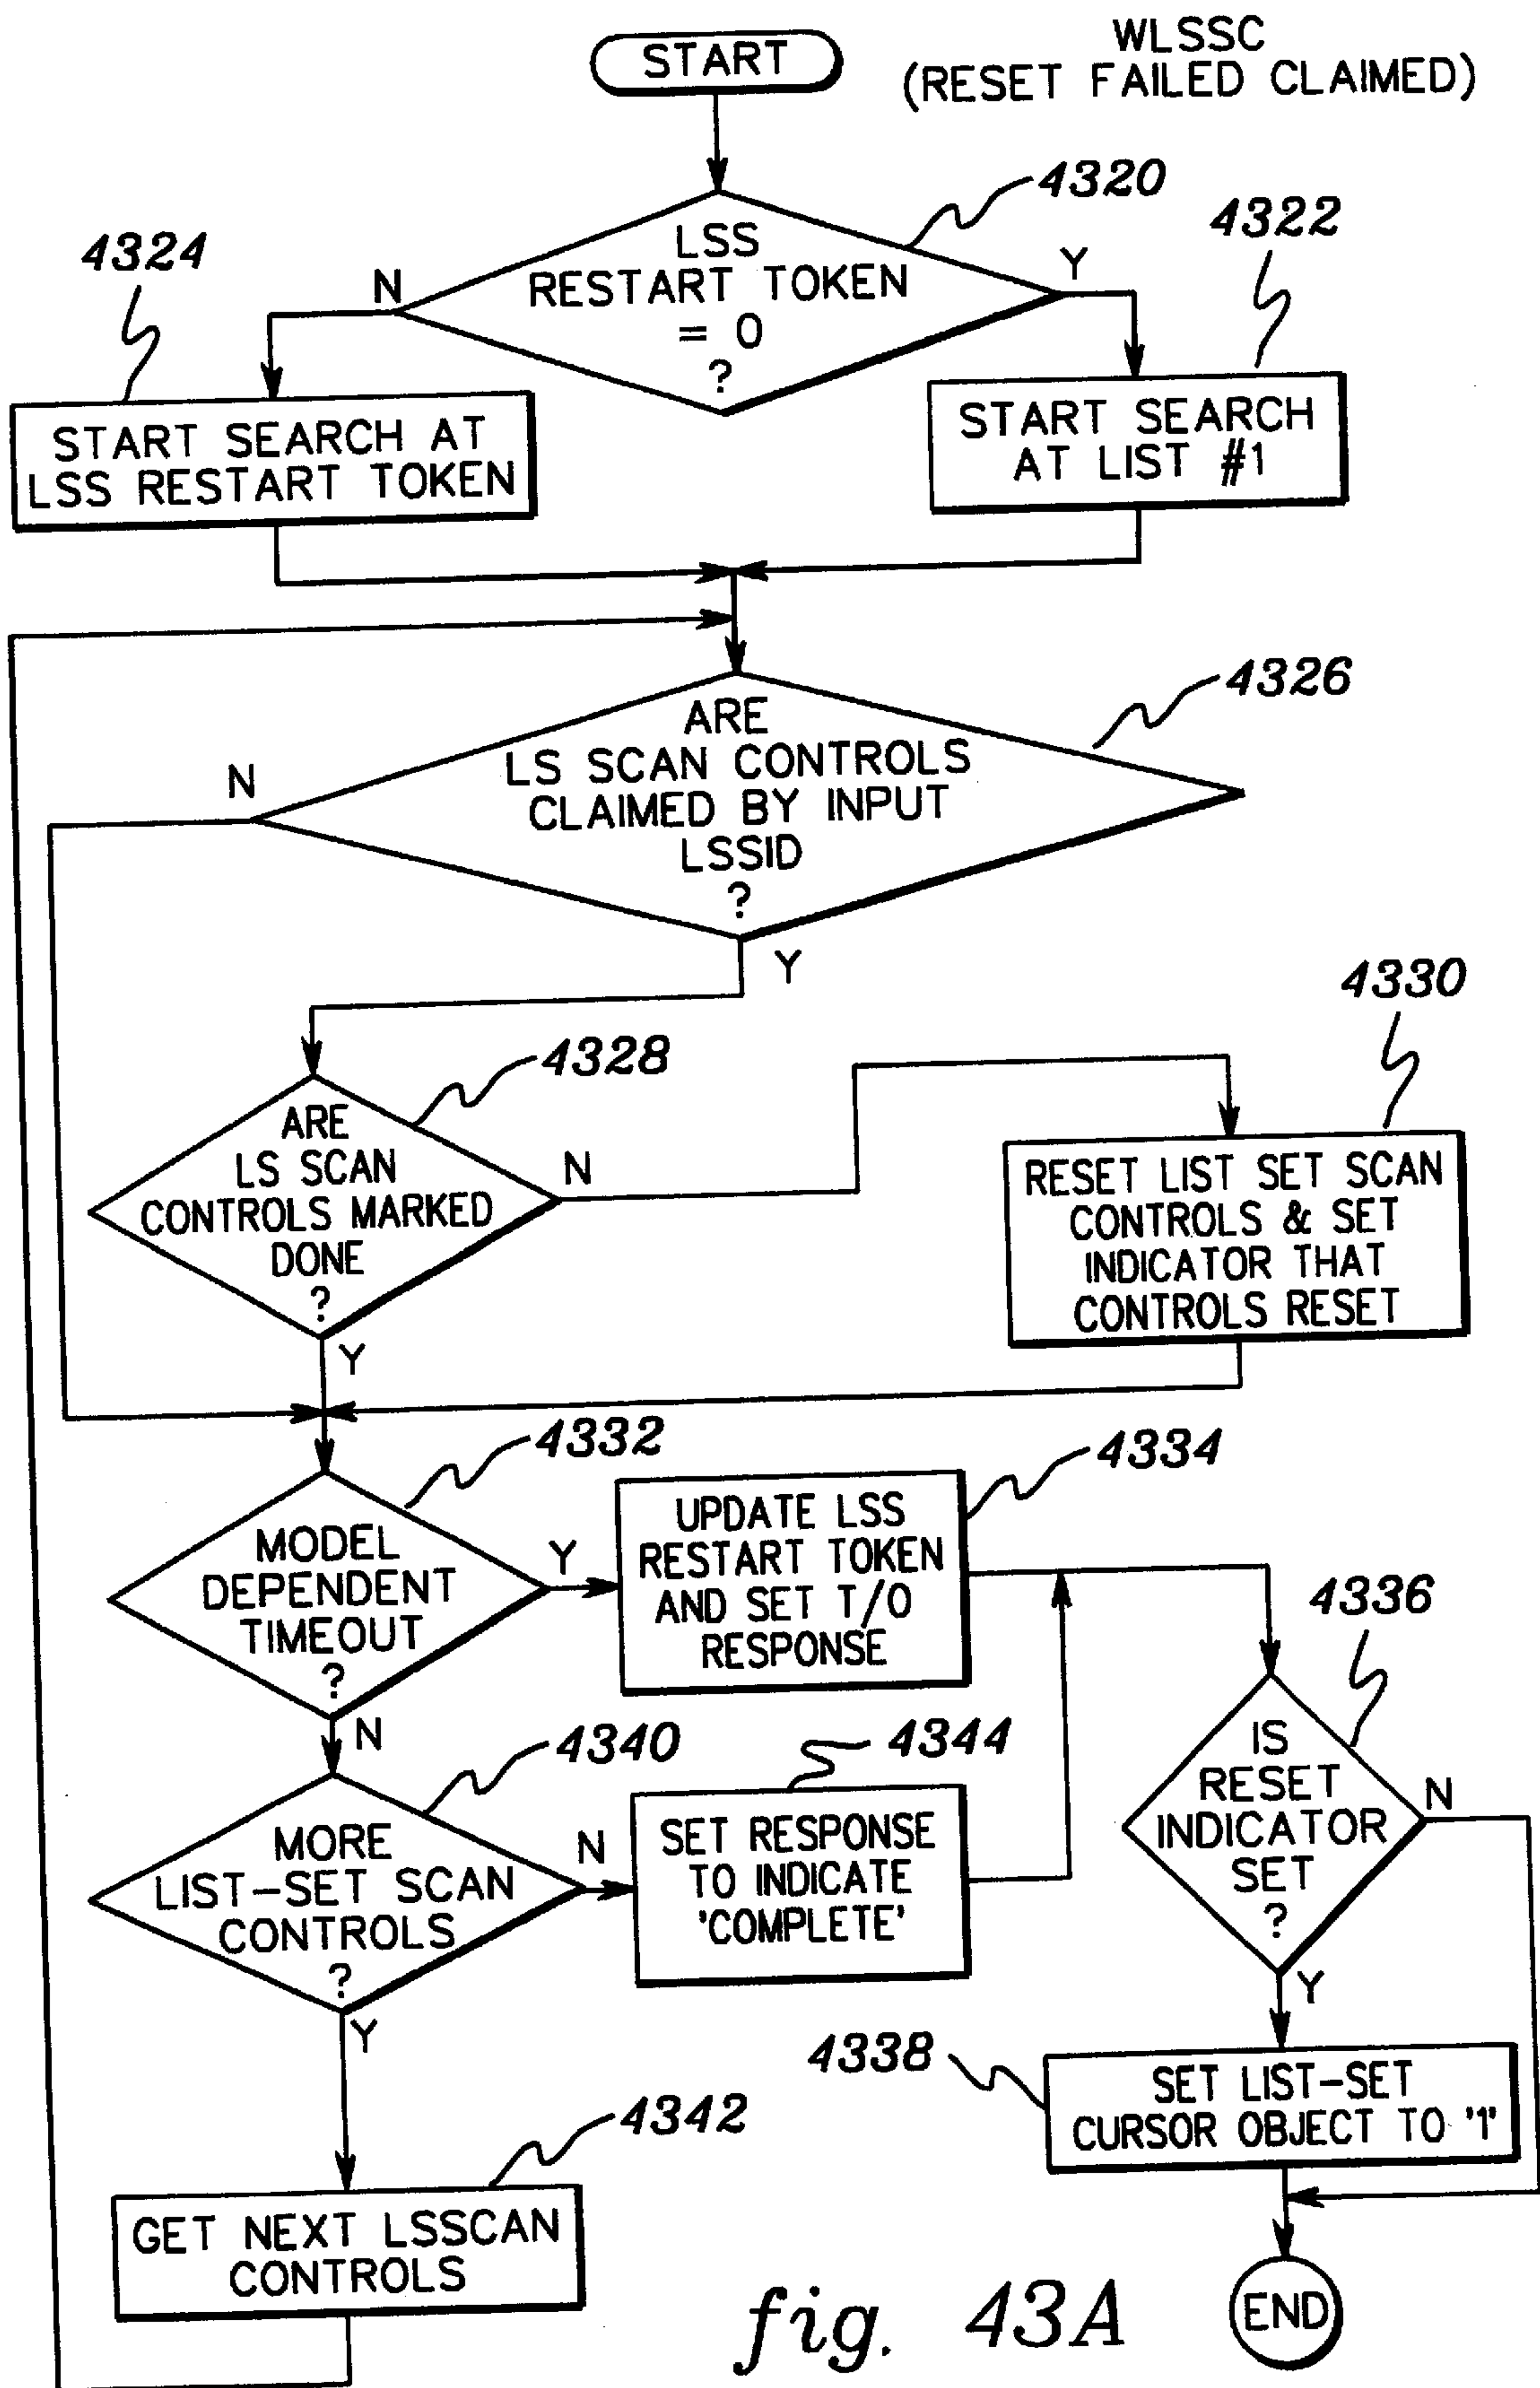 START
WLSSC
(RESET FAILED CLAIMED)
4320
4322
4324
LSS
RESTART TOKEN
= 0
?
N
Y
START SEARCH AT
LSS RESTART TOKEN
START SEARCH
AT LIST #1
4326
ARE
LS SCAN CONTROLS
CLAIMED BY INPUT
LSSID
?
N
Y
4328
4330
ARE
LS SCAN
CONTROLS MARKED
DONE
?
N
Y
RESET LIST SET SCAN
CONTROLS & SET
INDICATOR THAT
CONTROLS RESET
4332
4334
MODEL
DEPENDENT
TIMEOUT
?
Y
N
UPDATE LSS
RESTART TOKEN
AND SET T/O
RESPONSE
4336
IS
RESET
INDICATOR
SET
?
N
Y
4340
4344
MORE
LIST-SET SCAN
CONTROLS
?
N
Y
SET RESPONSE
TO INDICATE
'COMPLETE'
4338
SET LIST-SET
CURSOR OBJECT TO '1'
4342
GET NEXT LSSCAN
CONTROLS
END
fig. 43A